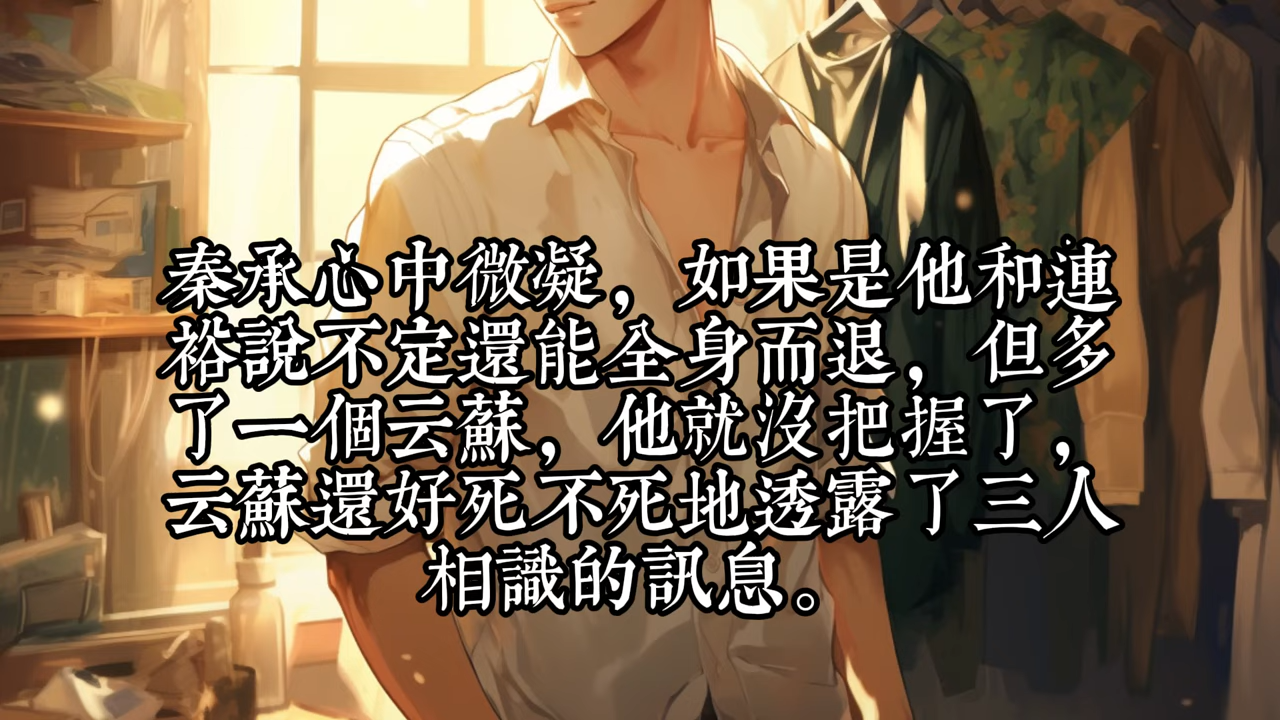 秦承心中微凝，如果是他和連
裕說不定還能全身而退，但多
了一個云蘇，他就沒把握了，
云蘇還好死不死地透露了三人
相識的訊息。